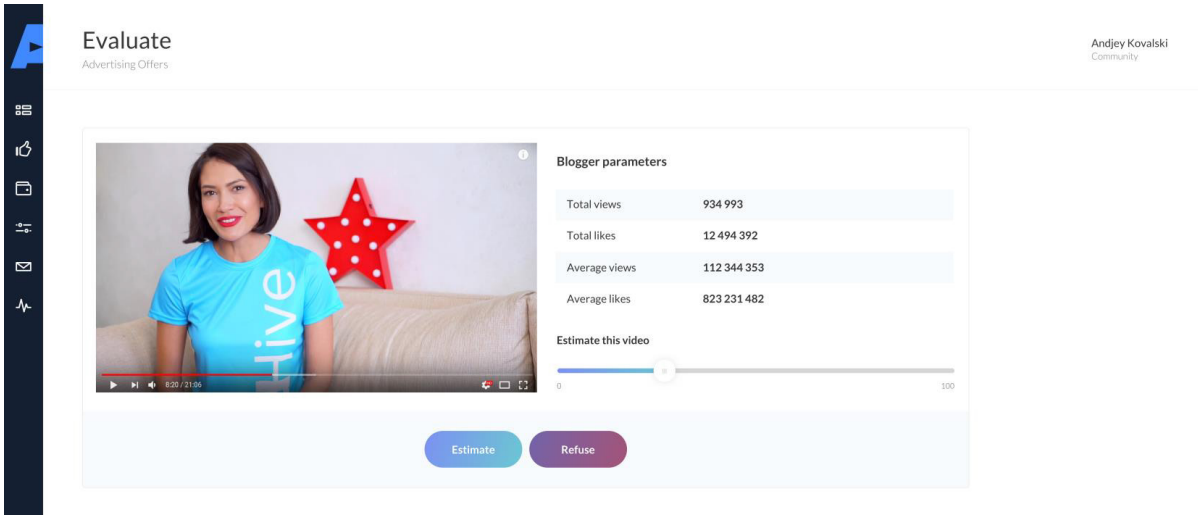 Evaluate
Advertising Offers
Andjey Kovalski
Community
Blogger parameters
Total views 934 993
Total likes 12 494 392
Average views 112 344 353
Average likes 823 231 482
Estimate this video
0 100
Hive
8:20 / 21:06
Estimate Refuse